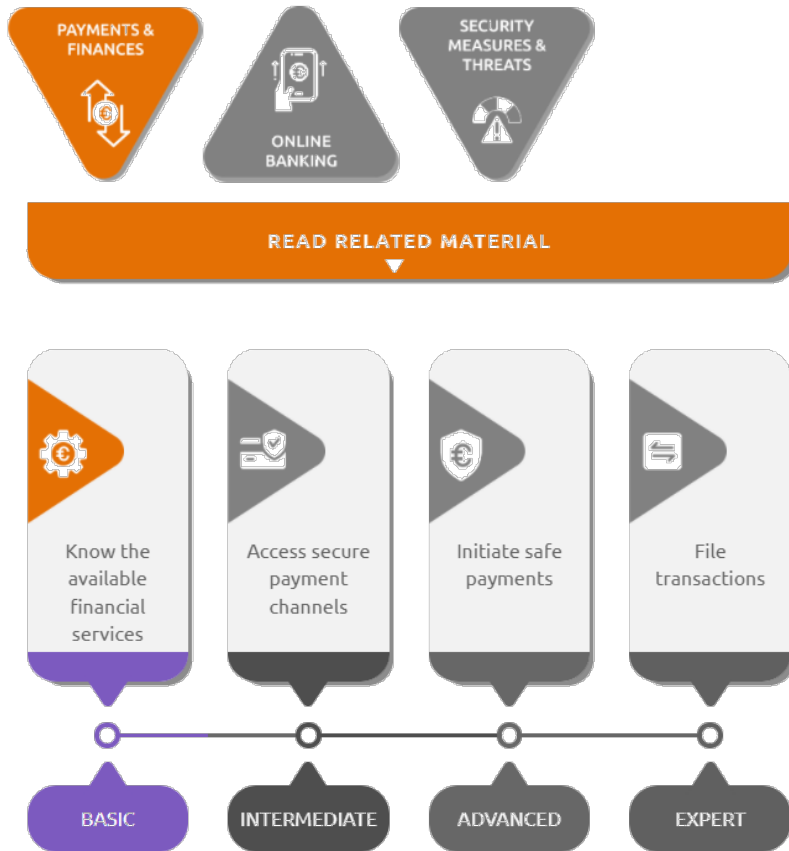 PAYMENTS &
FINANCES
ONLINE
BANKING
SECURITY
MEASURES &
THREATS
READ RELATED MATERIAL
Know the
available
financial
services
Access secure
payment
channels
Initiate safe
payments
File
transactions
BASIC
INTERMEDIATE
ADVANCED
EXPERT